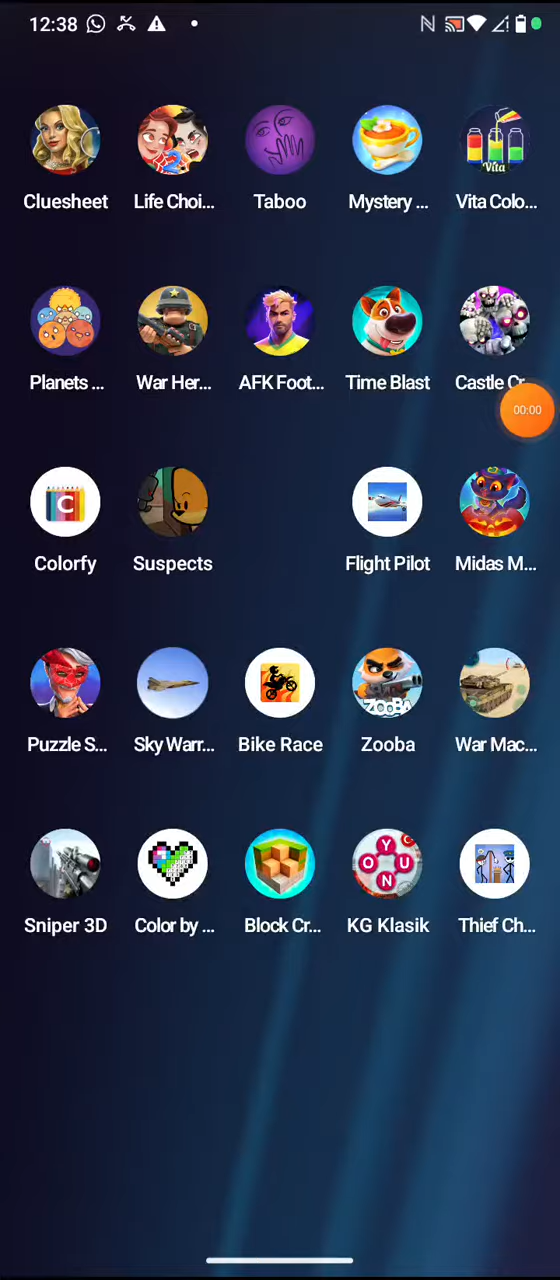 12:38
Cluesheet Life Choi... Taboo Mystery ... Vita Colo...
Planets ... War Her... AFK Foot... Time Blast Castle Cr...
00:00
Colorfy Suspects Flight Pilot Midas M...
Puzzle S... Sky Warr... Bike Race Zooba War Mac...
Sniper 3D Color by ... Block Cr... KG Klasik Thief Ch...
Vita
C
ZOOBA
Y
O U
N